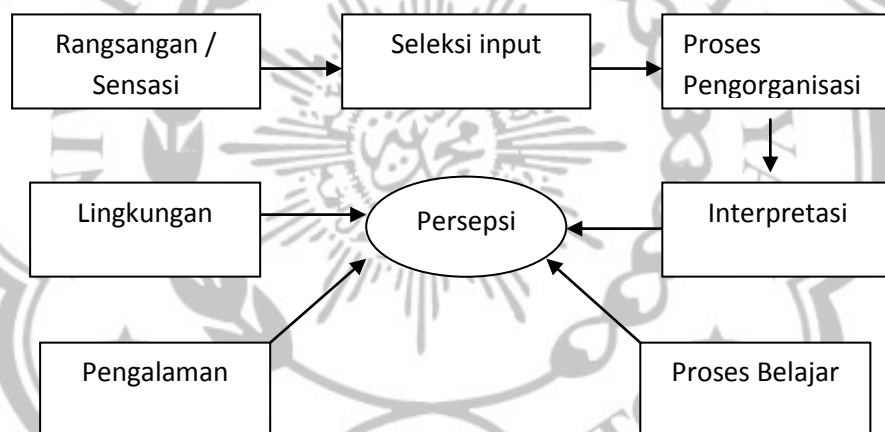 Rangsangan /
Sensasi
Seleksi input
Proses
Pengorganisasi
Lingkungan
Persepsi
Interpretasi
Pengalaman
Proses Belajar